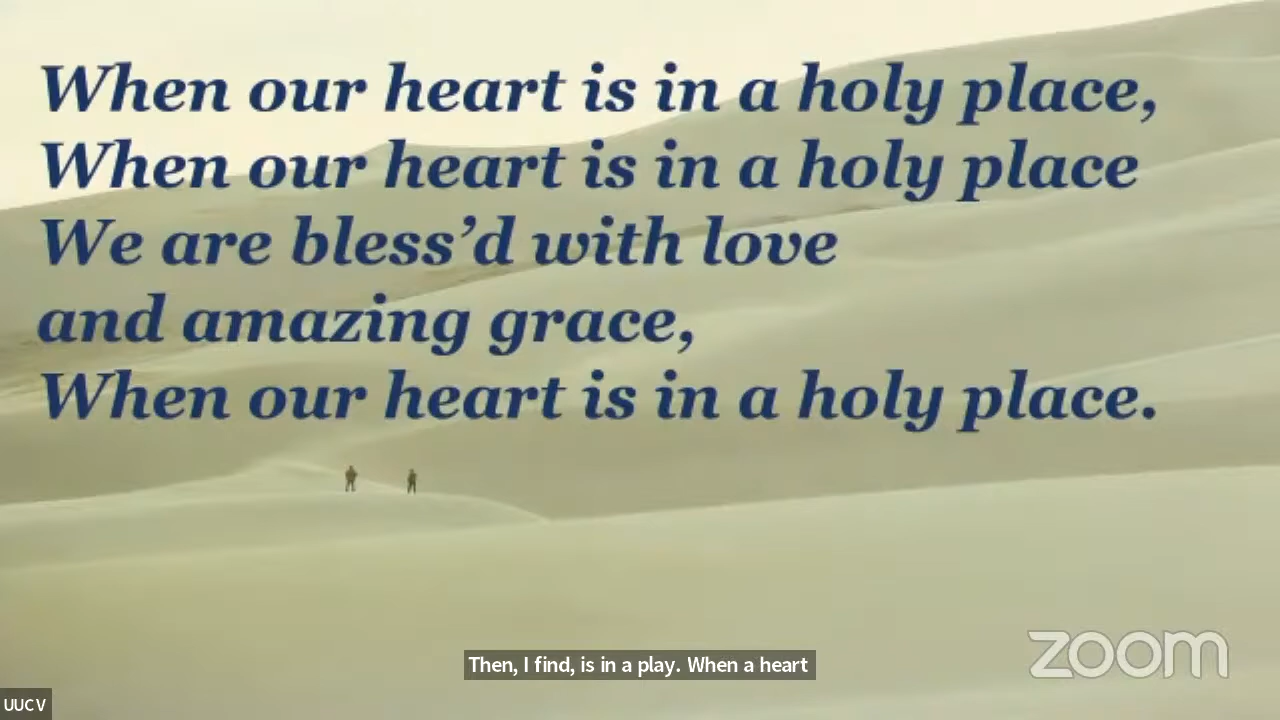 When our heart is in a holy place,
When our heart is in a holy place
We are bless’d with love
and amazing grace,
When our heart is in a holy place.
Then, I find, is in a play. When a heart
zoom
UUCV